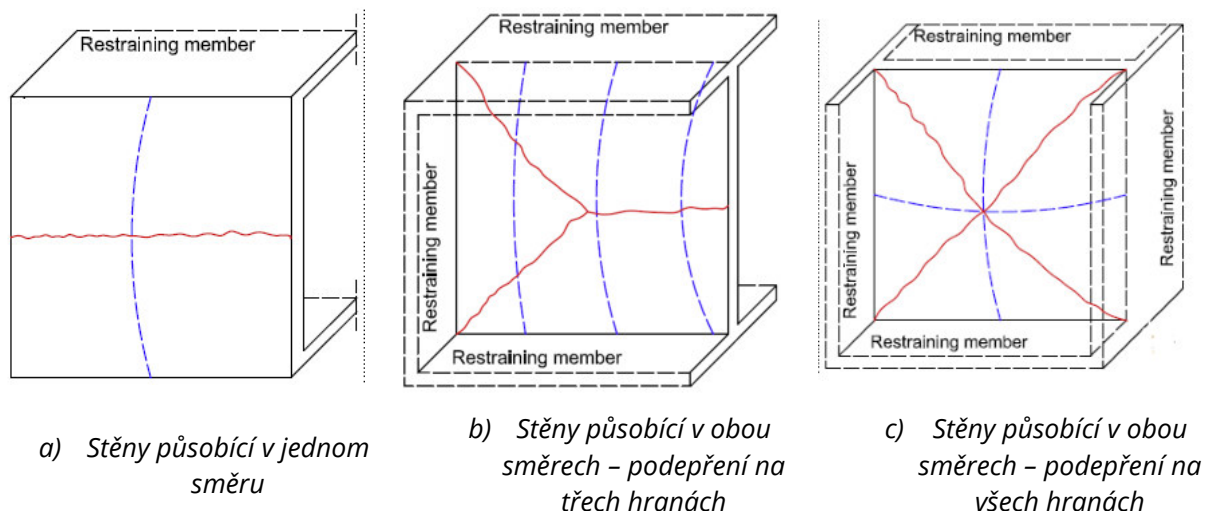 Restraining member
Restraining member
Restraining member
Restraining member
Restraining member
Restraining member
Restraining member
Restraining member
a) Stěny působící v jednom
směru
b) Stěny působící v obou
směrech – podepření na
třech hranách
c) Stěny působící v obou
směrech – podepření na
všech hranách